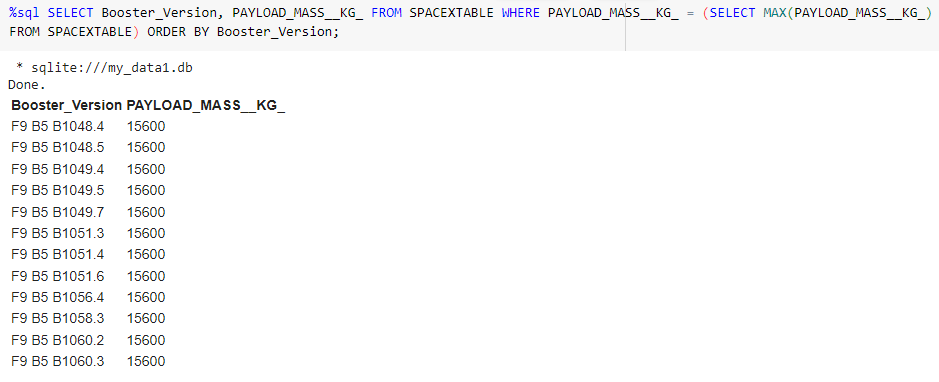 %sql SELECT Booster_Version, PAYLOAD_MASS__KG_ FROM SPACEXTABLE WHERE PAYLOAD_MASS__KG_ = (SELECT MAX(PAYLOAD_MASS__KG_)
FROM SPACEXTABLE) ORDER BY Booster_Version;
* sqlite:///my_data1.db
Done.
Booster_Version PAYLOAD_MASS__KG_
F9 B5 B1048.4 15600
F9 B5 B1048.5 15600
F9 B5 B1049.4 15600
F9 B5 B1049.5 15600
F9 B5 B1049.7 15600
F9 B5 B1051.3 15600
F9 B5 B1051.4 15600
F9 B5 B1051.6 15600
F9 B5 B1056.4 15600
F9 B5 B1058.3 15600
F9 B5 B1060.2 15600
F9 B5 B1060.3 15600